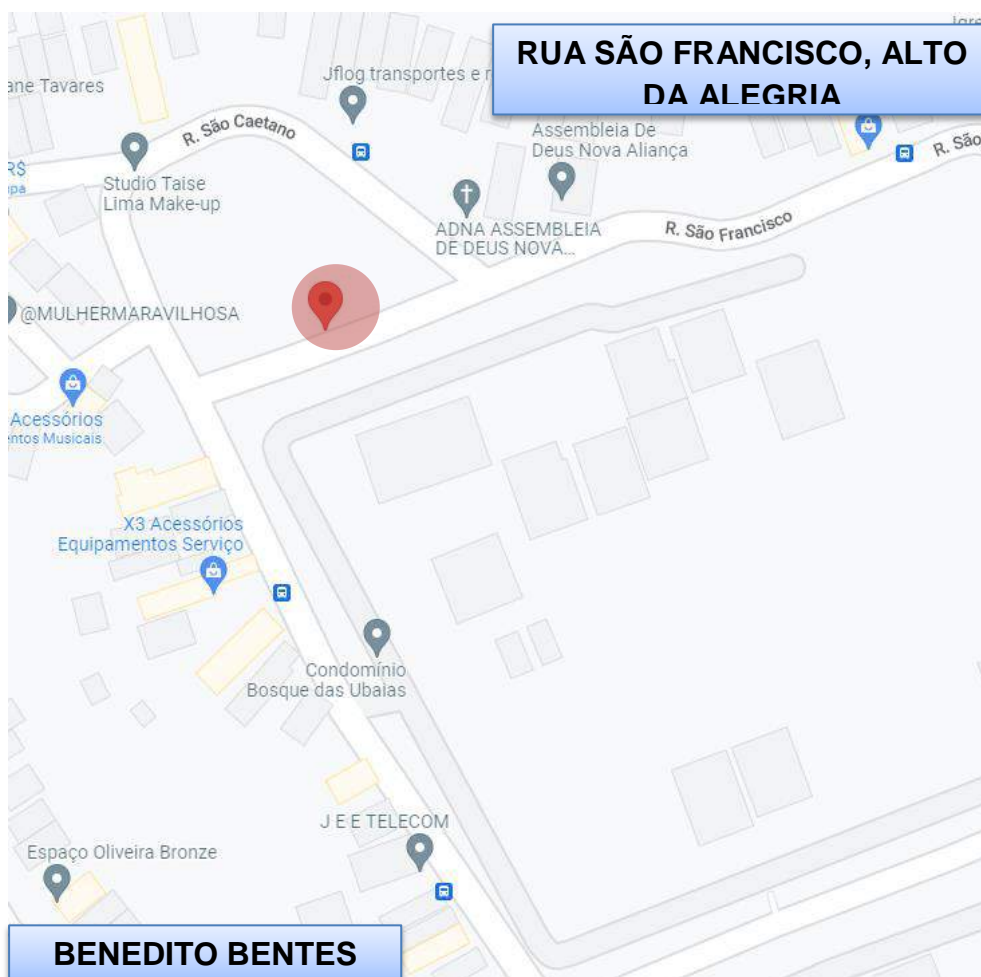 RUA SÃO FRANCISCO, ALTO
DA ALEGRIA
Jflog transportes e
ane Tavares
R. São Caetano
Assembleia De
Deus Nova Aliança
R. São
R$
Studio Taise
Lima Make-up
ADNA ASSEMBLEIA
DE DEUS NOVA...
R. São Francisco
@MULHERMARAVILHOSA
Acessórios
entos Musicais
X3 Acessórios
Equipamentos Serviço
Condomínio
Bosque das Ubaias
J E E TELECOM
Espaço Oliveira Bronze
BENEDITO BENTES